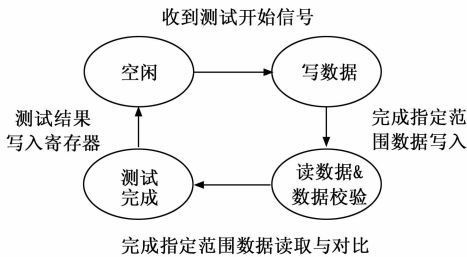 收到测试开始信号
空闲
写数据
测试结果
写入寄存器
完成指定范
围数据写入
测试
完成
读数据&
数据校验
完成指定范围数据读取与对比